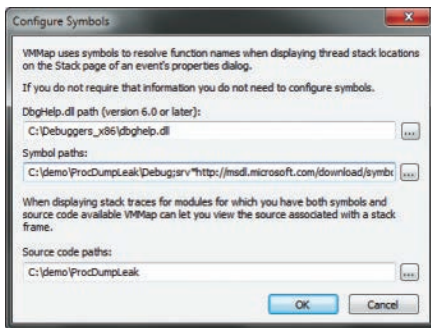 Configure Symbols
VMMap uses symbols to resolve function names when displaying thread stack locations
on the Stack page of an event's properties dialog.
If you do not require that information you do not need to configure symbols.
DbgHelp.dll path (version 6.0 or later):
C:\Debuggers_x86\dbghelp.dll
...
Symbol paths:
C:\demo\ProcDumpLeak\Debug;srv*http://msdl.microsoft.com/download/symbo
...
When displaying stack traces for modules for which you have both symbols and
source code available VMMap can let you view the source associated with a stack
frame.
Source code paths:
C:\demo\ProcDumpLeak
...
OK
Cancel